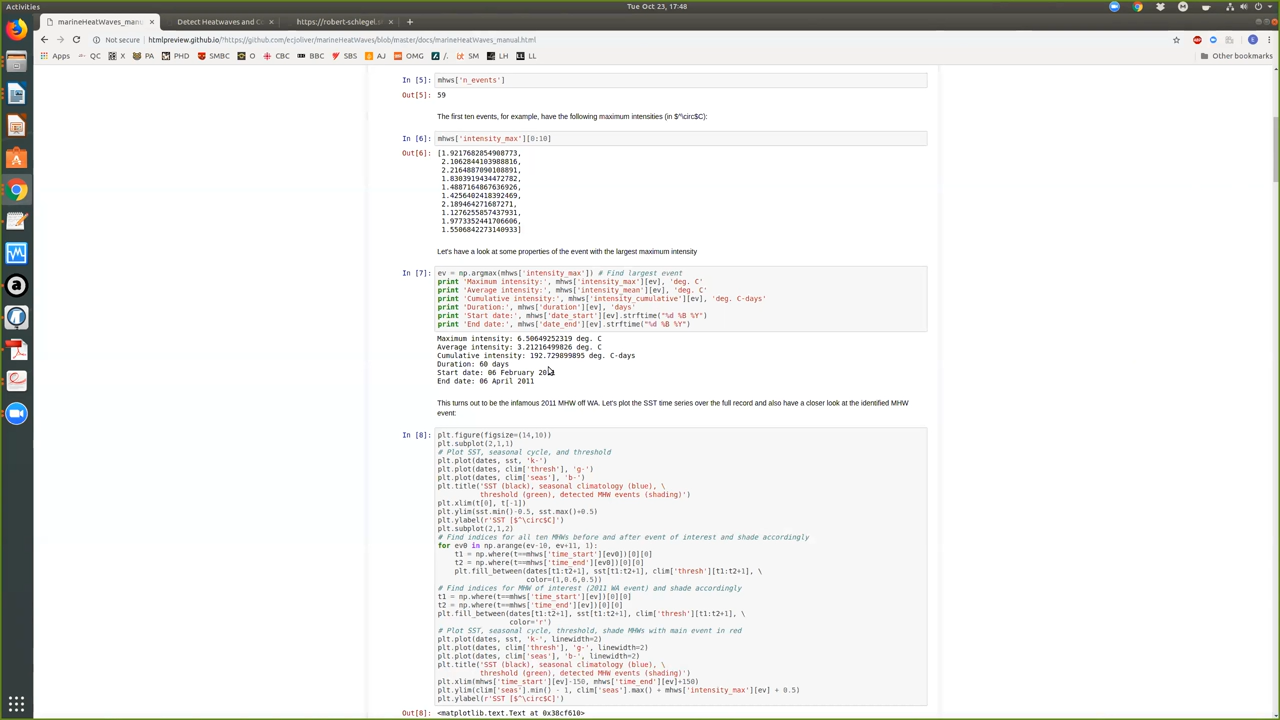 Activities
Tue Oct 23, 17:48
marineHeatWaves_manu
Detect Heatwaves and C
https://robert-schlegel.
Not secure
htmlpreview.github.io/?https://github.com/ecjoliver/marineHeatWaves/blob/master/docs/marineHeatWaves_manual.html
Apps QC X PA PHD SMBC O CBC BBC SBS AJ OMG /. SM LH LL Other bookmarks
In [5]: mhws['n_events']
Out[5]: 59
The first ten events, for example, have the following maximum intensities (in $^\circ$C):
In [6]: mhws['intensity_max'][0:10]
Out[6]: [1.9217682854908773,
2.1062844103988816,
2.2164887090108891,
1.8303919434472782,
1.4887164867636926,
1.4256402418392469,
2.189464271687271,
1.1276255857437931,
1.9773352441706606,
1.5506842273140933]
Let's have a look at some properties of the event with the largest maximum intensity
In [7]: ev = np.argmax(mhws['intensity_max']) # Find largest event
print 'Maximum intensity:', mhws['intensity_max'][ev], 'deg. C'
print 'Average intensity:', mhws['intensity_mean'][ev], 'deg. C'
print 'Cumulative intensity:', mhws['intensity_cumulative'][ev], 'deg. C-days'
print 'Duration:', mhws['duration'][ev], 'days'
print 'Start date:', mhws['date_start'][ev].strftime("%d %B %Y")
print 'End date:', mhws['date_end'][ev].strftime("%d %B %Y")
Maximum intensity: 6.50649252319 deg. C
Average intensity: 3.21216499826 deg. C
Cumulative intensity: 192.729899895 deg. C-days
Duration: 60 days
Start date: 06 February 2011
End date: 06 April 2011
This turns out to be the infamous 2011 MHW off WA. Let's plot the SST time series over the full record and also have a closer look at the identified MHW
event:
In [8]: plt.figure(figsize=(14,10))
plt.subplot(2,1,1)
# Plot SST, seasonal cycle, and threshold
plt.plot(dates, sst, 'k-')
plt.plot(dates, clim['thresh'], 'g-')
plt.plot(dates, clim['seas'], 'b-')
plt.title('SST (black), seasonal climatology (blue), \
threshold (green), detected MHW events (shading)')
plt.xlim(t[0], t[-1])
plt.ylim(sst.min()-0.5, sst.max()+0.5)
plt.ylabel(r'SST [$^\circ$C]')
plt.subplot(2,1,2)
# Find indices for all ten MHWs before and after event of interest and shade accordingly
for ev0 in np.arange(ev-10, ev+11, 1):
t1 = np.where(t==mhws['time_start'][ev0])[0][0]
t2 = np.where(t==mhws['time_end'][ev0])[0][0]
plt.fill_between(dates[t1:t2+1], sst[t1:t2+1], clim['thresh'][t1:t2+1], \
color=(1,0.6,0.5))
# Find indices for MHW of interest (2011 WA event) and shade accordingly
t1 = np.where(t==mhws['time_start'][ev])[0][0]
t2 = np.where(t==mhws['time_end'][ev])[0][0]
plt.fill_between(dates[t1:t2+1], sst[t1:t2+1], clim['thresh'][t1:t2+1], \
color='r')
# Plot SST, seasonal cycle, threshold, shade MHWs with main event in red
plt.plot(dates, sst, 'k-', linewidth=2)
plt.plot(dates, clim['thresh'], 'g-', linewidth=2)
plt.plot(dates, clim['seas'], 'b-', linewidth=2)
plt.title('SST (black), seasonal climatology (blue), \
threshold (green), detected MHW events (shading)')
plt.xlim(mhws['time_start'][ev]-150, mhws['time_end'][ev]+150)
plt.ylim(clim['seas'].min() - 1, clim['seas'].max() + mhws['intensity_max'][ev] + 0.5)
plt.ylabel(r'SST [$^\circ$C]')
Out[8]: <matplotlib.text.Text at 0x38cf610>